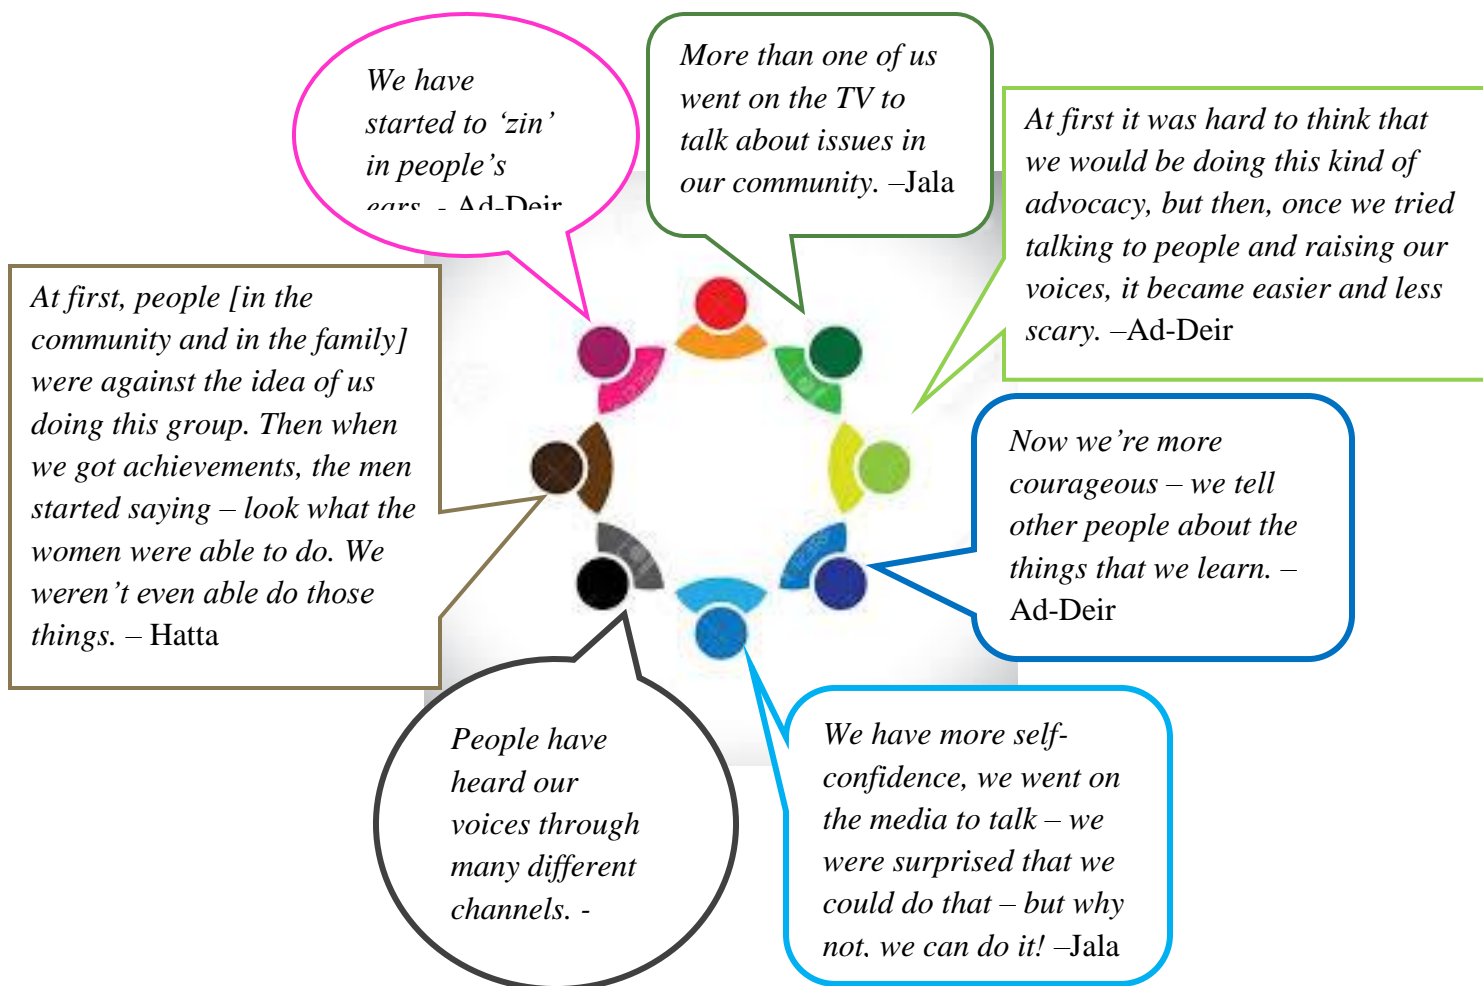 We have
started to ‘zin’
in people’s
ears. - Ad-Deir
More than one of us
went on the TV to
talk about issues in
our community. –Jala
At first it was hard to think that
we would be doing this kind of
advocacy, but then, once we tried
talking to people and raising our
voices, it became easier and less
scary. –Ad-Deir
At first, people [in the
community and in the family]
were against the idea of us
doing this group. Then when
we got achievements, the men
started saying – look what the
women were able to do. We
weren’t even able do those
things. – Hatta
Now we’re more
courageous – we tell
other people about the
things that we learn. –
Ad-Deir
People have
heard our
voices through
many different
channels. -
We have more self-
confidence, we went on
the media to talk – we
were surprised that we
could do that – but why
not, we can do it! –Jala